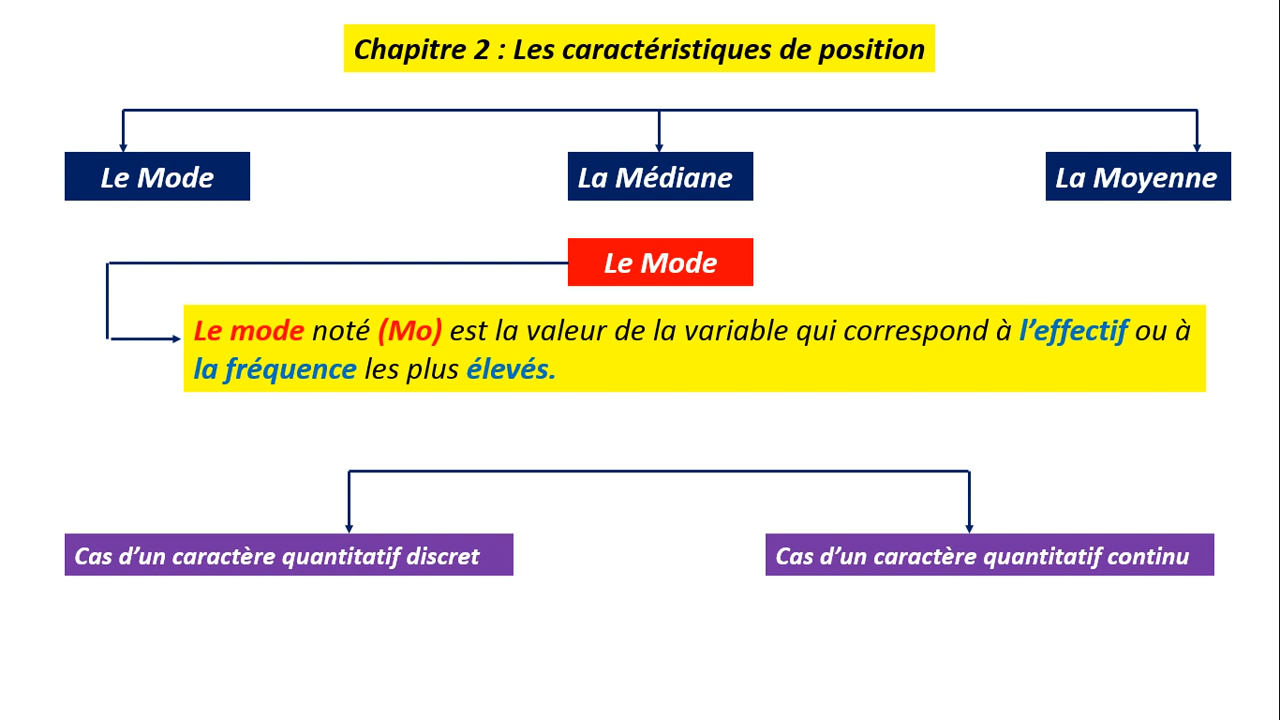 Chapitre 2 : Les caractéristiques de position
Le Mode
La Médiane
La Moyenne
Le Mode
Le mode noté (Mo) est la valeur de la variable qui correspond à l’effectif ou à
la fréquence les plus élevés.
Cas d’un caractère quantitatif discret
Cas d’un caractère quantitatif continu